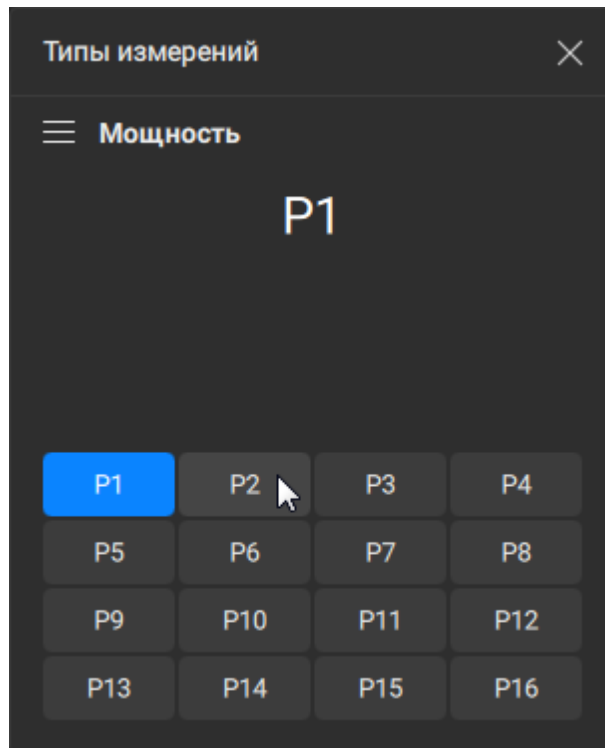 Типы измерений
Мощность
P1
P1 P2 P3 P4
P5 P6 P7 P8
P9 P10 P11 P12
P13 P14 P15 P16